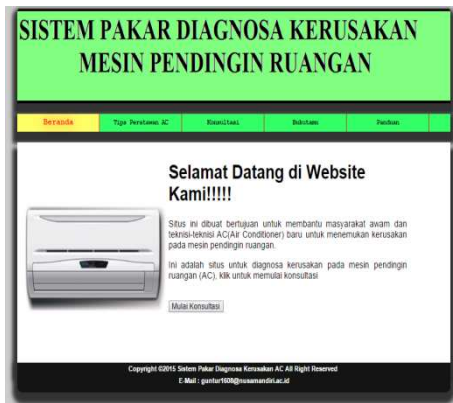 SISTEM PAKAR DIAGNOSA KERUSAKAN
MESIN PENDINGIN RUANGAN
Beranda
Tips Peratawan AC
Konsultasi
Bukutamu
Panduan
Selamat Datang di Website
Kami!!!!!
Situs ini dibuat bertujuan untuk membantu masyarakat awam dan
teknisi-teknisi AC(Air Conditioner) baru untuk menemukan kerusakan
pada mesin pendingin ruangan.
Ini adalah situs untuk diagnosa kerusakan pada mesin pendingin
ruangan (AC), klik untuk memulai konsultasi
Mulai Konsultasi
Copyright ©2015 Sistem Pakar Diagnosa Kerusakan AC All Right Reserved
E-Mail : guntur1608@nusamandiri.ac.id